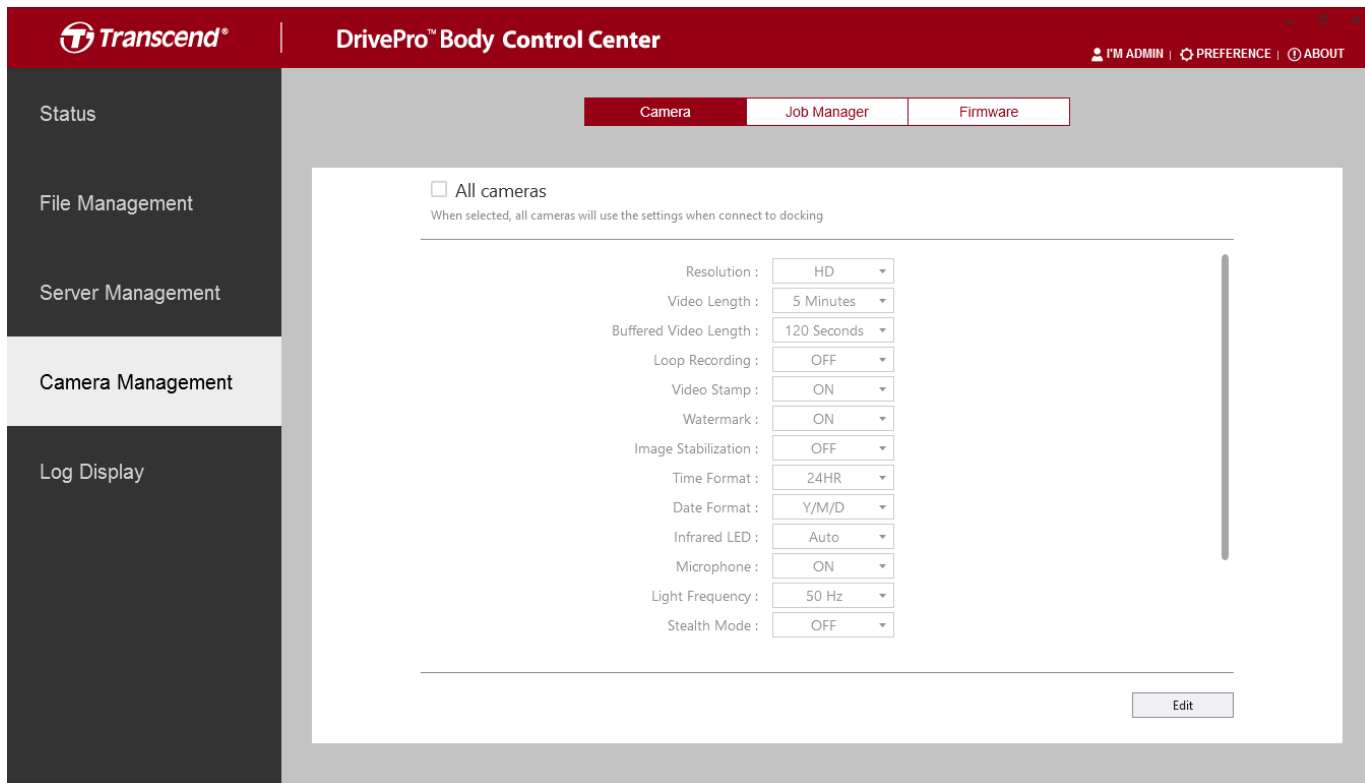 Transcend®
DrivePro™ Body Control Center
I'M ADMIN | PREFERENCE | ABOUT
Status
File Management
Server Management
Camera Management
Log Display
Camera Job Manager Firmware
All cameras
When selected, all cameras will use the settings when connect to docking
Resolution : HD
Video Length : 5 Minutes
Buffered Video Length : 120 Seconds
Loop Recording : OFF
Video Stamp : ON
Watermark : ON
Image Stabilization : OFF
Time Format : 24HR
Date Format : Y/M/D
Infrared LED : Auto
Microphone : ON
Light Frequency : 50 Hz
Stealth Mode : OFF
Edit